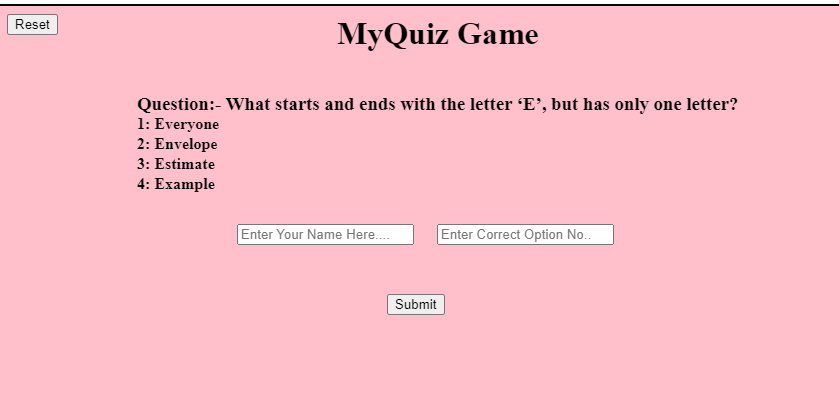 Reset
MyQuiz Game
Question:- What starts and ends with the letter ‘E’, but has only one letter?
1: Everyone
2: Envelope
3: Estimate
4: Example
Enter Your Name Here.... Enter Correct Option No..
Submit